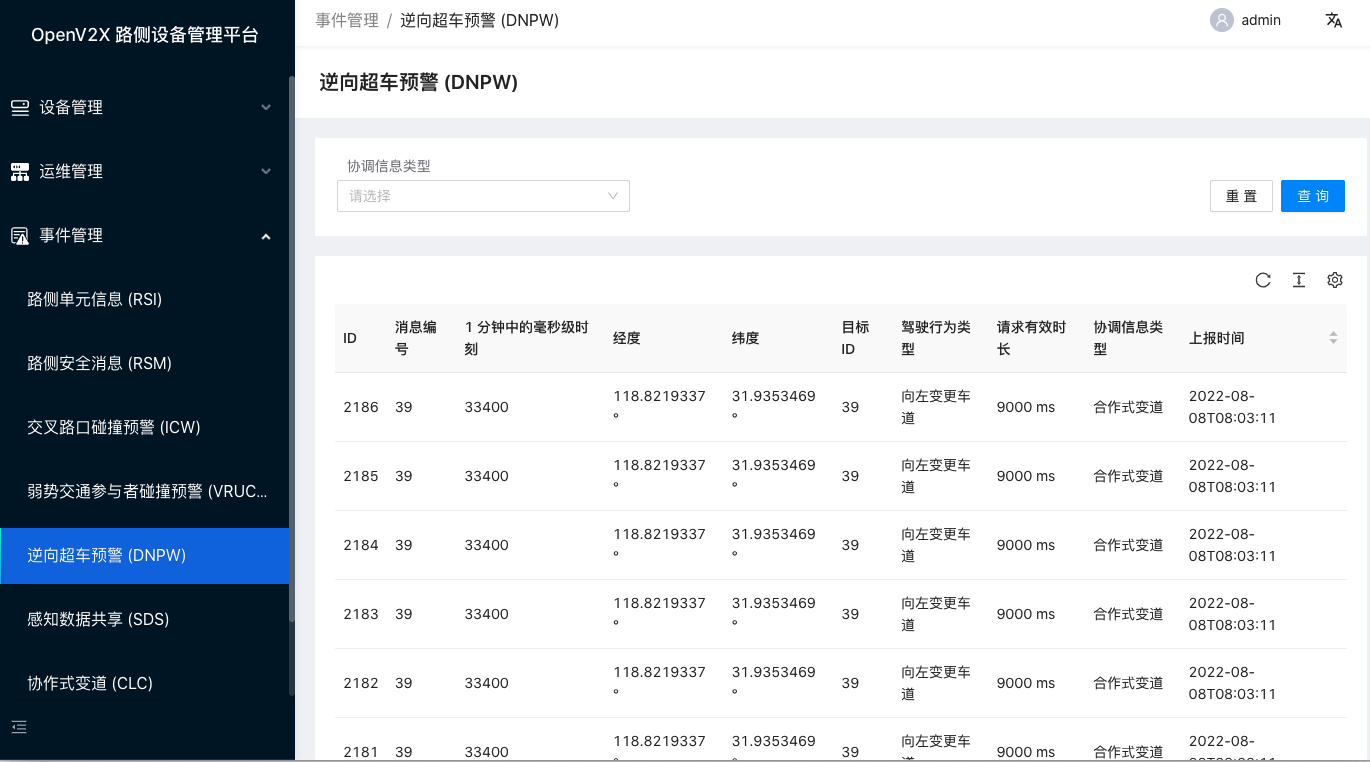 OpenV2X 路侧设备管理平台
设备管理
运维管理
事件管理
路侧单元信息 (RSI)
路侧安全消息 (RSM)
交叉路口碰撞预警 (ICW)
弱势交通参与者碰撞预警 (VRUC...
逆向超车预警 (DNPW)
感知数据共享 (SDS)
协作式变道 (CLC)
事件管理 / 逆向超车预警 (DNPW)
admin
逆向超车预警 (DNPW)
协调信息类型
请选择
重 置
查 询
ID 消息编号 1 分钟中的毫秒级时刻 经度 纬度 目标 ID 驾驶行为类型 请求有效时长 协调信息类型 上报时间
2186 39 33400 118.8219337° 31.9353469° 39 向左变更车道 9000 ms 合作式变道 2022-08-08T08:03:11
2185 39 33400 118.8219337° 31.9353469° 39 向左变更车道 9000 ms 合作式变道 2022-08-08T08:03:11
2184 39 33400 118.8219337° 31.9353469° 39 向左变更车道 9000 ms 合作式变道 2022-08-08T08:03:11
2183 39 33400 118.8219337° 31.9353469° 39 向左变更车道 9000 ms 合作式变道 2022-08-08T08:03:11
2182 39 33400 118.8219337° 31.9353469° 39 向左变更车道 9000 ms 合作式变道 2022-08-08T08:03:11
2181 39 33400 118.8219337 31.9353469 39 向左变更车 9000 ms 合作式变道 2022-08-